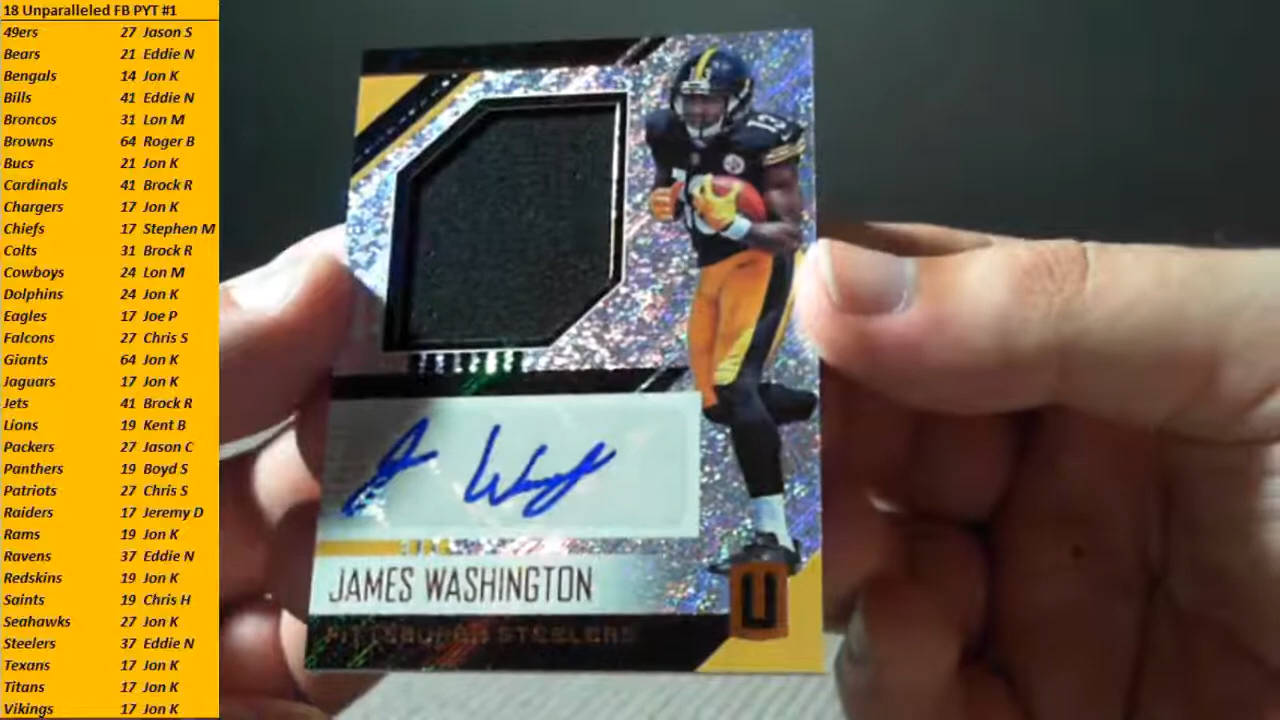 18 Unparalleled FB PYT #1
49ers 27 Jason S
Bears 21 Eddie N
Bengals 14 Jon K
Bills 41 Eddie N
Broncos 31 Lon M
Browns 64 Roger B
Bucs 21 Jon K
Cardinals 41 Brock R
Chargers 17 Jon K
Chiefs 17 Stephen M
Colts 31 Brock R
Cowboys 24 Lon M
Dolphins 24 Jon K
Eagles 17 Joe P
Falcons 27 Chris S
Giants 64 Jon K
Jaguars 17 Jon K
Jets 41 Brock R
Lions 19 Kent B
Packers 27 Jason C
Panthers 19 Boyd S
Patriots 27 Chris S
Raiders 17 Jeremy D
Rams 19 Jon K
Ravens 37 Eddie N
Redskins 19 Jon K
Saints 19 Chris H
Seahawks 27 Jon K
Steelers 37 Eddie N
Texans 17 Jon K
Titans 17 Jon K
Vikings 17 Jon K
13
JAMES WASHINGTON
U
PITTSBURGH STEELERS